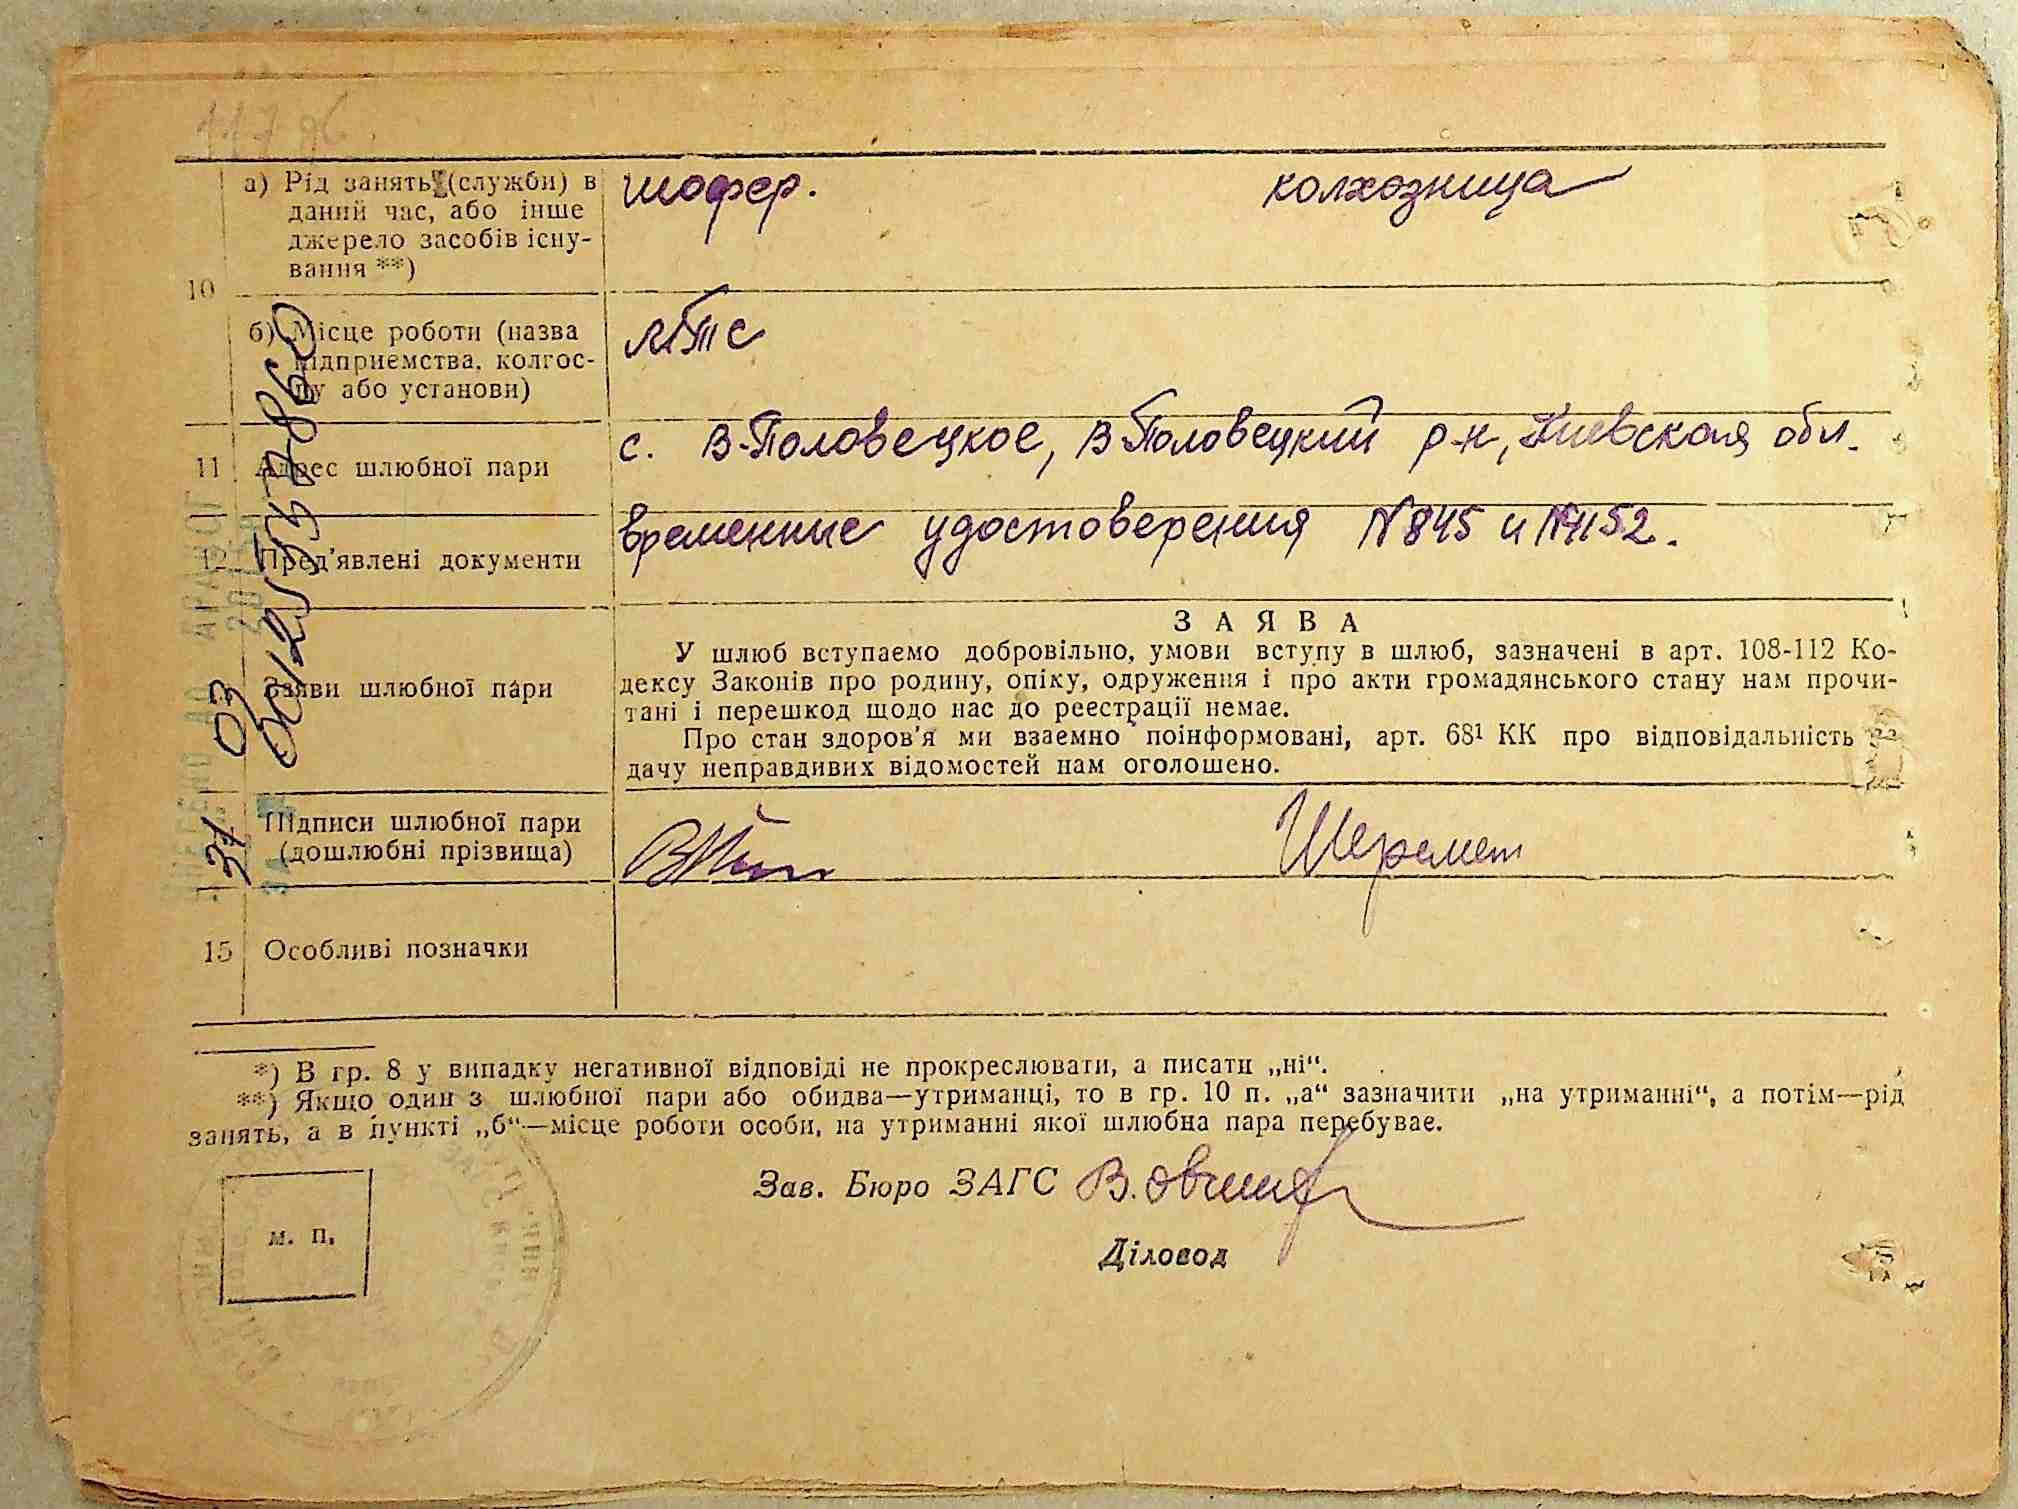 а) Рід занять (служби) в
даний час, або інше
джерело засобів існу-
вання **)
шофер.
колхозница
10
б) Місце роботи (назва
підприємства, колгос-
пу або установи)
МТС
11 Адрес шлюбної пари
с. В-Половецкое, В-Половецкий р-н, Киевская обл.
12 Пред'явлені документи
временные удостоверения N845 и N4152.
Заяви шлюбної пари
ЗАЯВА
У шлюб вступаємо добровільно, умови вступу в шлюб, зазначені в арт. 108-112 Ко-
дексу Законів про родину, опіку, одруження і про акти громадянського стану нам прочи-
тані і перешкод щодо нас до реєстрації немає.
Про стан здоров'я ми взаємно поінформовані, арт. 68¹ КК про відповідальність
дачу неправдивих відомостей нам оголошено.
Підписи шлюбної пари
(дошлюбні прізвища)
Шеремет
15 Особливі позначки
*) В гр. 8 у випадку негативної відповіді не прокреслювати, а писати „ні“.
**) Якщо один з шлюбної пари або обидва—утриманці, то в гр. 10 п. „а“ зазначити „на утриманні“, а потім—рід
занять, а в пункті „б“—місце роботи особи, на утриманні якої шлюбна пара перебуває.
Зав. Бюро ЗАГС
м. п.
Діловод
03